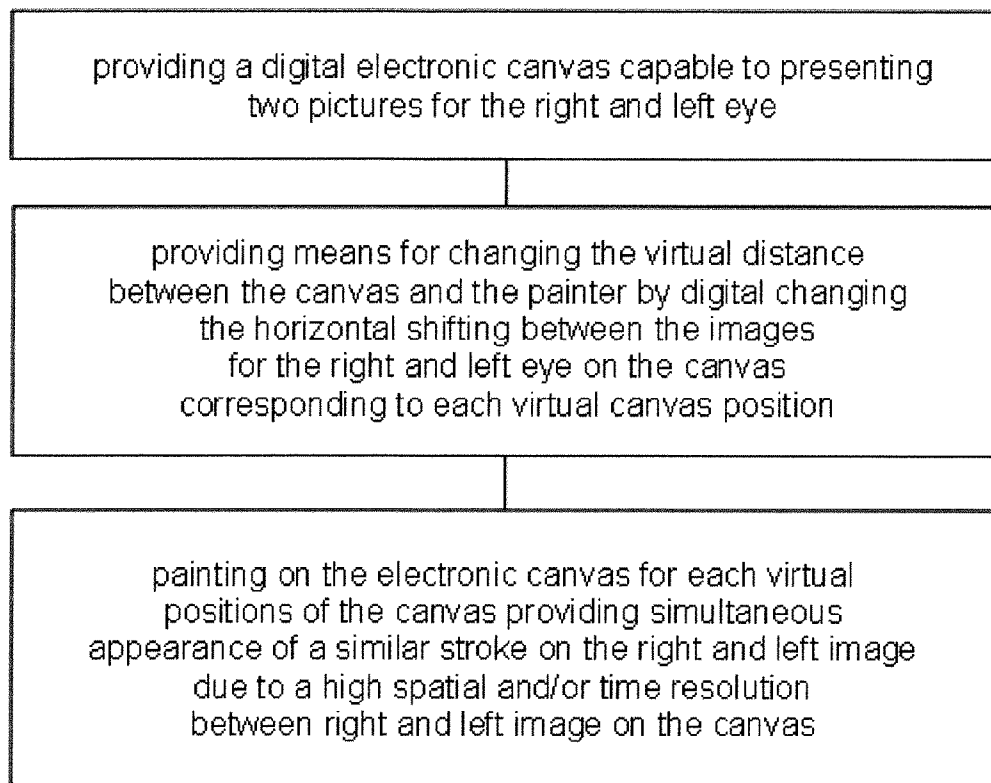 providing a digital electronic canvas capable to presenting
two pictures for the right and left eye
providing means for changing the virtual distance
between the canvas and the painter by digital changing
the horizontal shifting between the images
for the right and left eye on the canvas
corresponding to each virtual canvas position
painting on the electronic canvas for each virtual
positions of the canvas providing simultaneous
appearance of a similar stroke on the right and left image
due to a high spatial and/or time resolution
between right and left image on the canvas